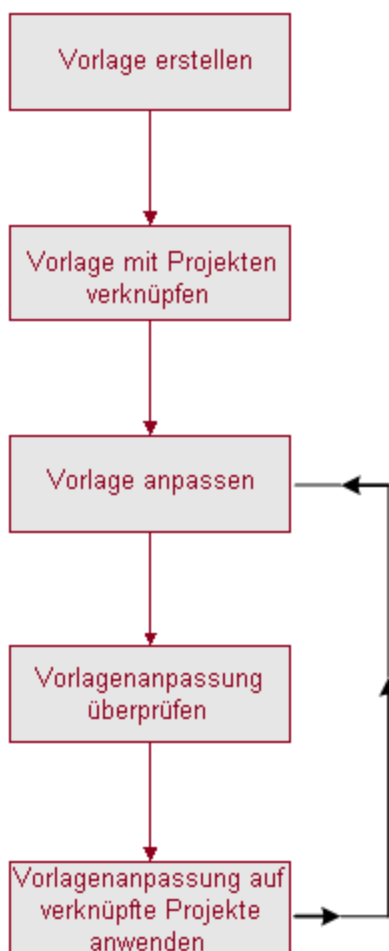 Vorlage erstellen
Vorlage mit Projekten
verknüpfen
Vorlage anpassen
Vorlagenanpassung
überprüfen
Vorlagenanpassung auf
verknüpfte Projekte
anwenden